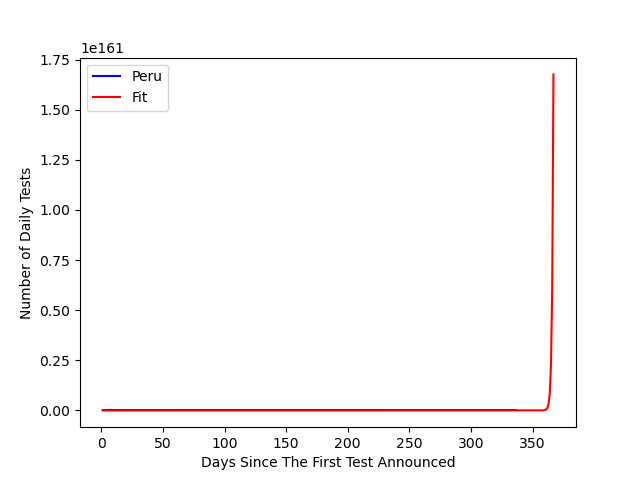 1e161
1.75
1.50
1.25
1.00
0.75
0.50
0.25
0.00
Number of Daily Tests
Peru
Fit
0 50 100 150 200 250 300 350
Days Since The First Test Announced